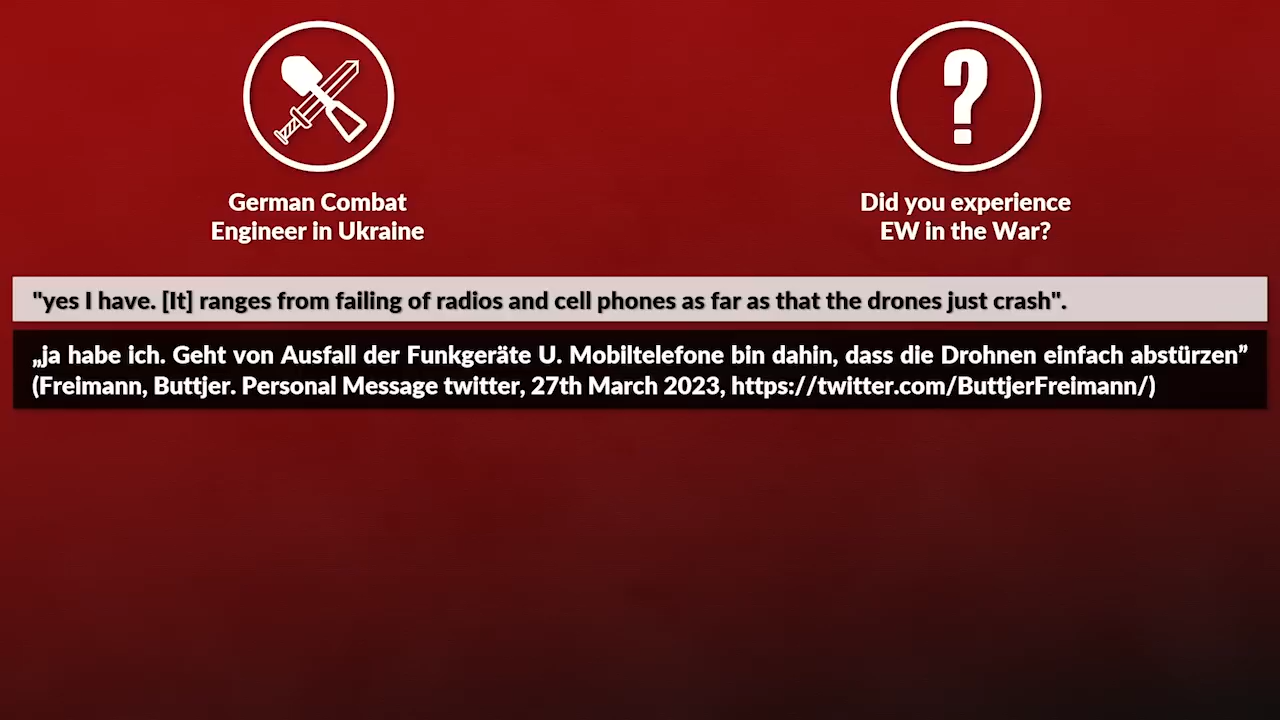 German Combat
Engineer in Ukraine
Did you experience
EW in the War?
"yes I have. [It] ranges from failing of radios and cell phones as far as that the drones just crash".
„ja habe ich. Geht von Ausfall der Funkgeräte U. Mobiltelefone bin dahin, dass die Drohnen einfach abstürzen”
(Freimann, Buttjer. Personal Message twitter, 27th March 2023, https://twitter.com/ButtjerFreimann/)